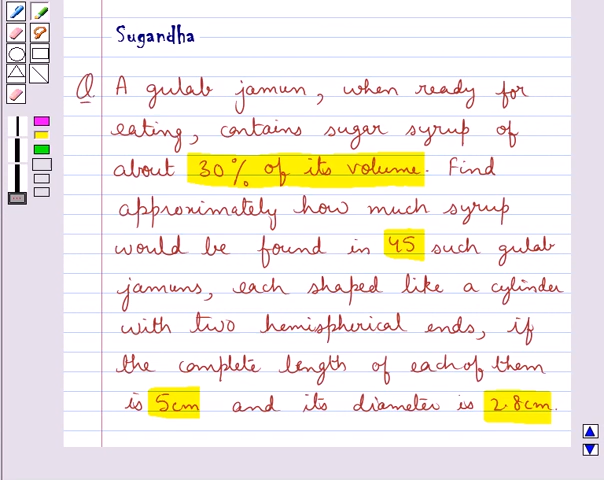 Sugandha
Q. A gulab jamun, when ready for
eating, contains sugar syrup of
about 30% of its volume. Find
approximately how much syrup
would be found in 45 such gulab
jamuns, each shaped like a cylinder
with two hemispherical ends, if
the complete length of each of them
is 5cm and its diameter is 2.8cm.